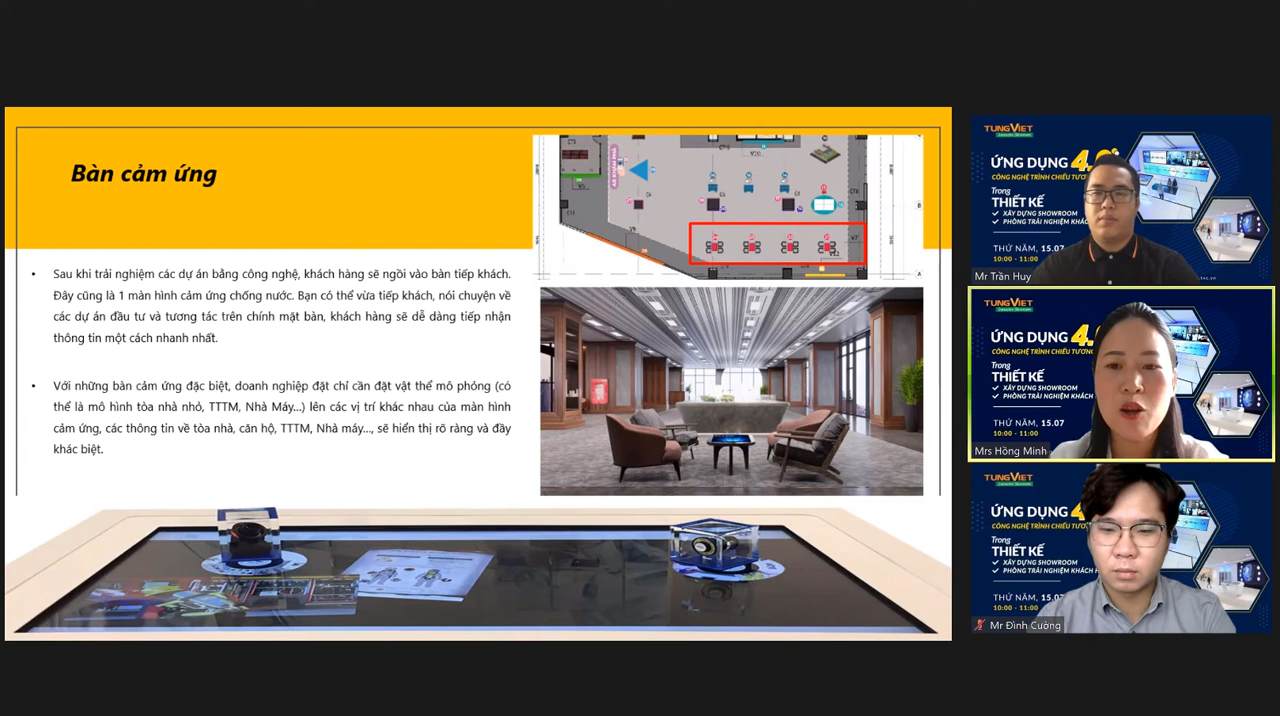 Bàn cảm ứng
• Sau khi trải nghiệm các dự án bằng công nghệ, khách hàng sẽ ngồi vào bàn tiếp khách.
Đây cũng là 1 màn hình cảm ứng chống nước. Bạn có thể vừa tiếp khách, nói chuyện về
các dự án đầu tư và tương tác trên chính mặt bàn, khách hàng sẽ dễ dàng tiếp nhận
thông tin một cách nhanh nhất.
• Với những bàn cảm ứng đặc biệt, doanh nghiệp đặt chỉ cần đặt vật thể mô phỏng (có
thể là mô hình tòa nhà nhỏ, TTTM, Nhà Máy...) lên các vị trí khác nhau của màn hình
cảm ứng, các thông tin về tòa nhà, căn hộ, TTTM, Nhà máy..., sẽ hiển thị rõ ràng và đầy
khác biệt.
TUNGVIET
ỨNG DỤNG 4.0
CÔNG NGHỆ TRÌNH CHIẾU
Trong
THIẾT KẾ
XÂY DỰNG SHOWROOM
PHÒNG TRẢI NGHIỆM KHÁCH
THỨ NĂM, 15.07
10:00 - 11:00
Mr Trần Huy
TUNGVIET
ỨNG DỤNG
CÔNG NGHỆ TRÌNH CHIẾU
Trong
THIẾT KẾ
XÂY DỰNG SHOWROOM
PHÒNG TRẢI NGHIỆM KHÁCH
THỨ NĂM, 15.07
10:00 - 11:00
Mrs Hồng Minh
TUNGVIET
ỨNG DỤNG
CÔNG NGHỆ TRÌNH CHIẾU
Trong
THIẾT KẾ
XÂY DỰNG SHOWROOM
PHÒNG TRẢI NGHIỆM KHÁCH
THỨ NĂM, 15.07
10:00 - 11:00
Mr Đình Cường